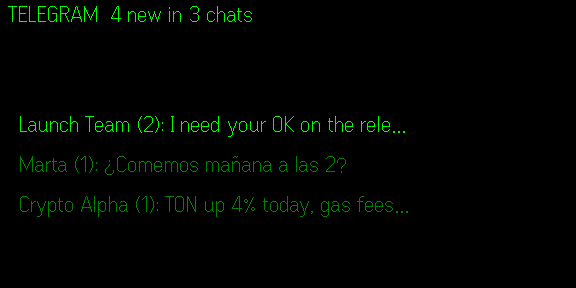 TELEGRAM 4 new in 3 chats
Launch Team (2): I need your OK on the rele...
Marta (1): ¿Comemos mañana a las 2?
Crypto Alpha (1): TON up 4% today, gas fees...